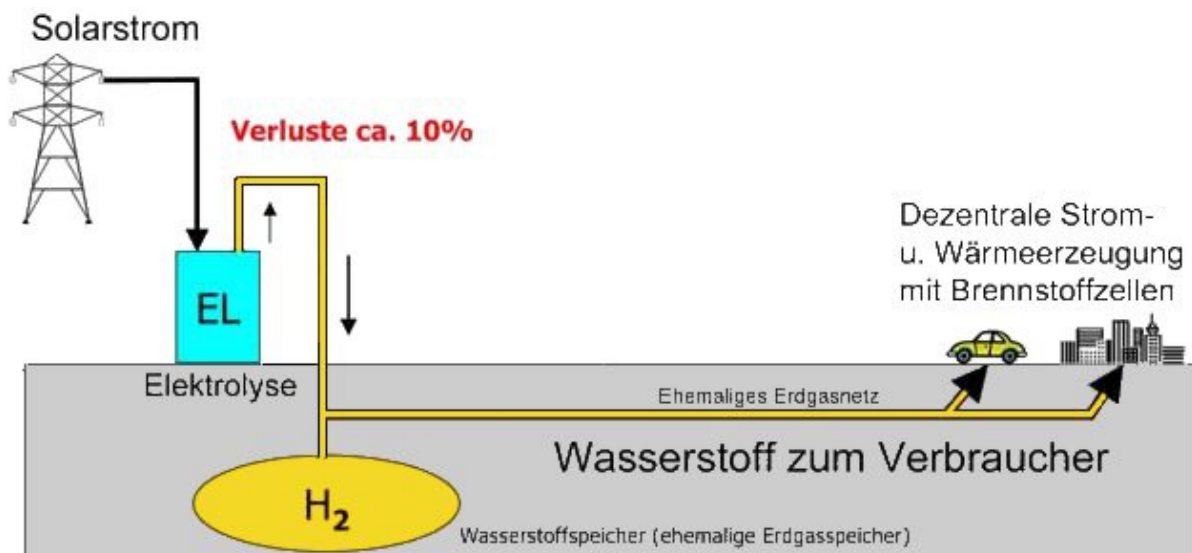 Solarstrom
Verluste ca. 10%
Dezentrale Strom-
u. Wärmeerzeugung
mit Brennstoffzellen
EL
Elektrolyse
Ehemaliges Erdgasnetz
Wasserstoff zum Verbraucher
H₂
Wasserstoffspeicher (ehemalige Erdgasspeicher)